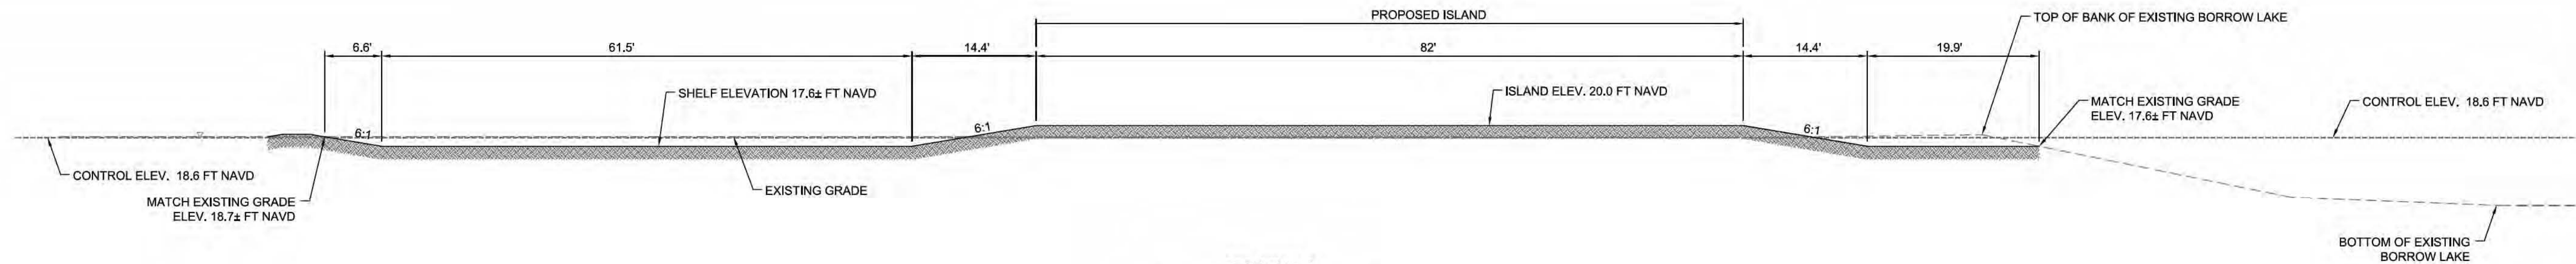 PROPOSED ISLAND
TOP OF BANK OF EXISTING BORROW LAKE
6.6'
61.5'
14.4'
82'
14.4'
19.9'
SHELF ELEVATION 17.6± FT NAVD
ISLAND ELEV. 20.0 FT NAVD
MATCH EXISTING GRADE
ELEV. 17.6± FT NAVD
CONTROL ELEV. 18.6 FT NAVD
6:1
6:1
6:1
CONTROL ELEV. 18.6 FT NAVD
MATCH EXISTING GRADE
ELEV. 18.7± FT NAVD
EXISTING GRADE
BOTTOM OF EXISTING
BORROW LAKE